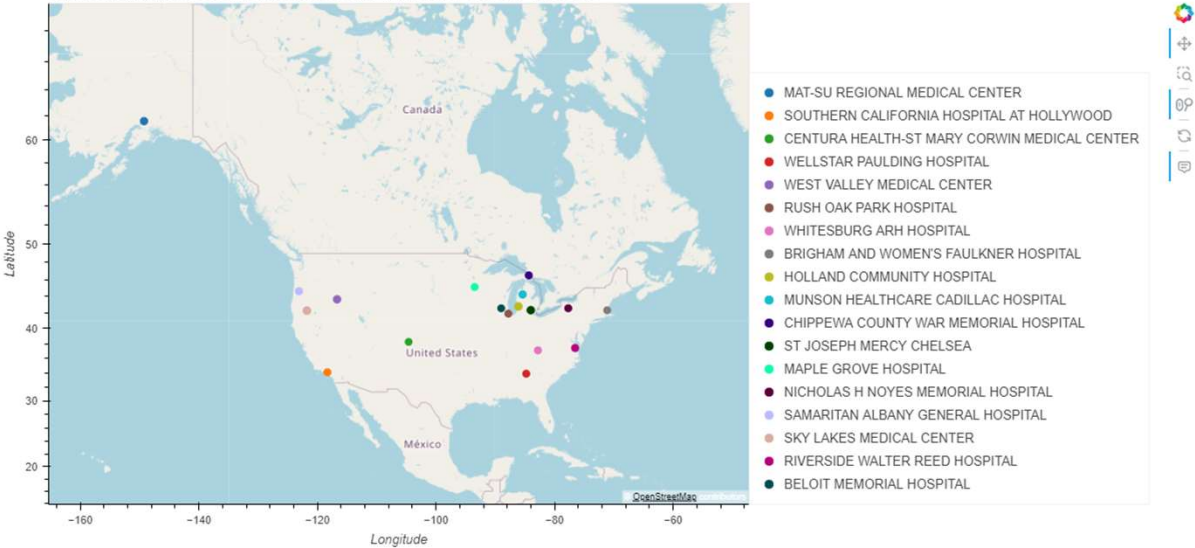 Canada
United States
México
© OpenStreetMap contributors
60
50
40
30
20
Latitude
−160
−140
−120
−100
−80
−60
Longitude
MAT-SU REGIONAL MEDICAL CENTER
SOUTHERN CALIFORNIA HOSPITAL AT HOLLYWOOD
CENTURA HEALTH-ST MARY CORWIN MEDICAL CENTER
WELLSTAR PAULDING HOSPITAL
WEST VALLEY MEDICAL CENTER
RUSH OAK PARK HOSPITAL
WHITESBURG ARH HOSPITAL
BRIGHAM AND WOMEN'S FAULKNER HOSPITAL
HOLLAND COMMUNITY HOSPITAL
MUNSON HEALTHCARE CADILLAC HOSPITAL
CHIPPEWA COUNTY WAR MEMORIAL HOSPITAL
ST JOSEPH MERCY CHELSEA
MAPLE GROVE HOSPITAL
NICHOLAS H NOYES MEMORIAL HOSPITAL
SAMARITAN ALBANY GENERAL HOSPITAL
SKY LAKES MEDICAL CENTER
RIVERSIDE WALTER REED HOSPITAL
BELOIT MEMORIAL HOSPITAL